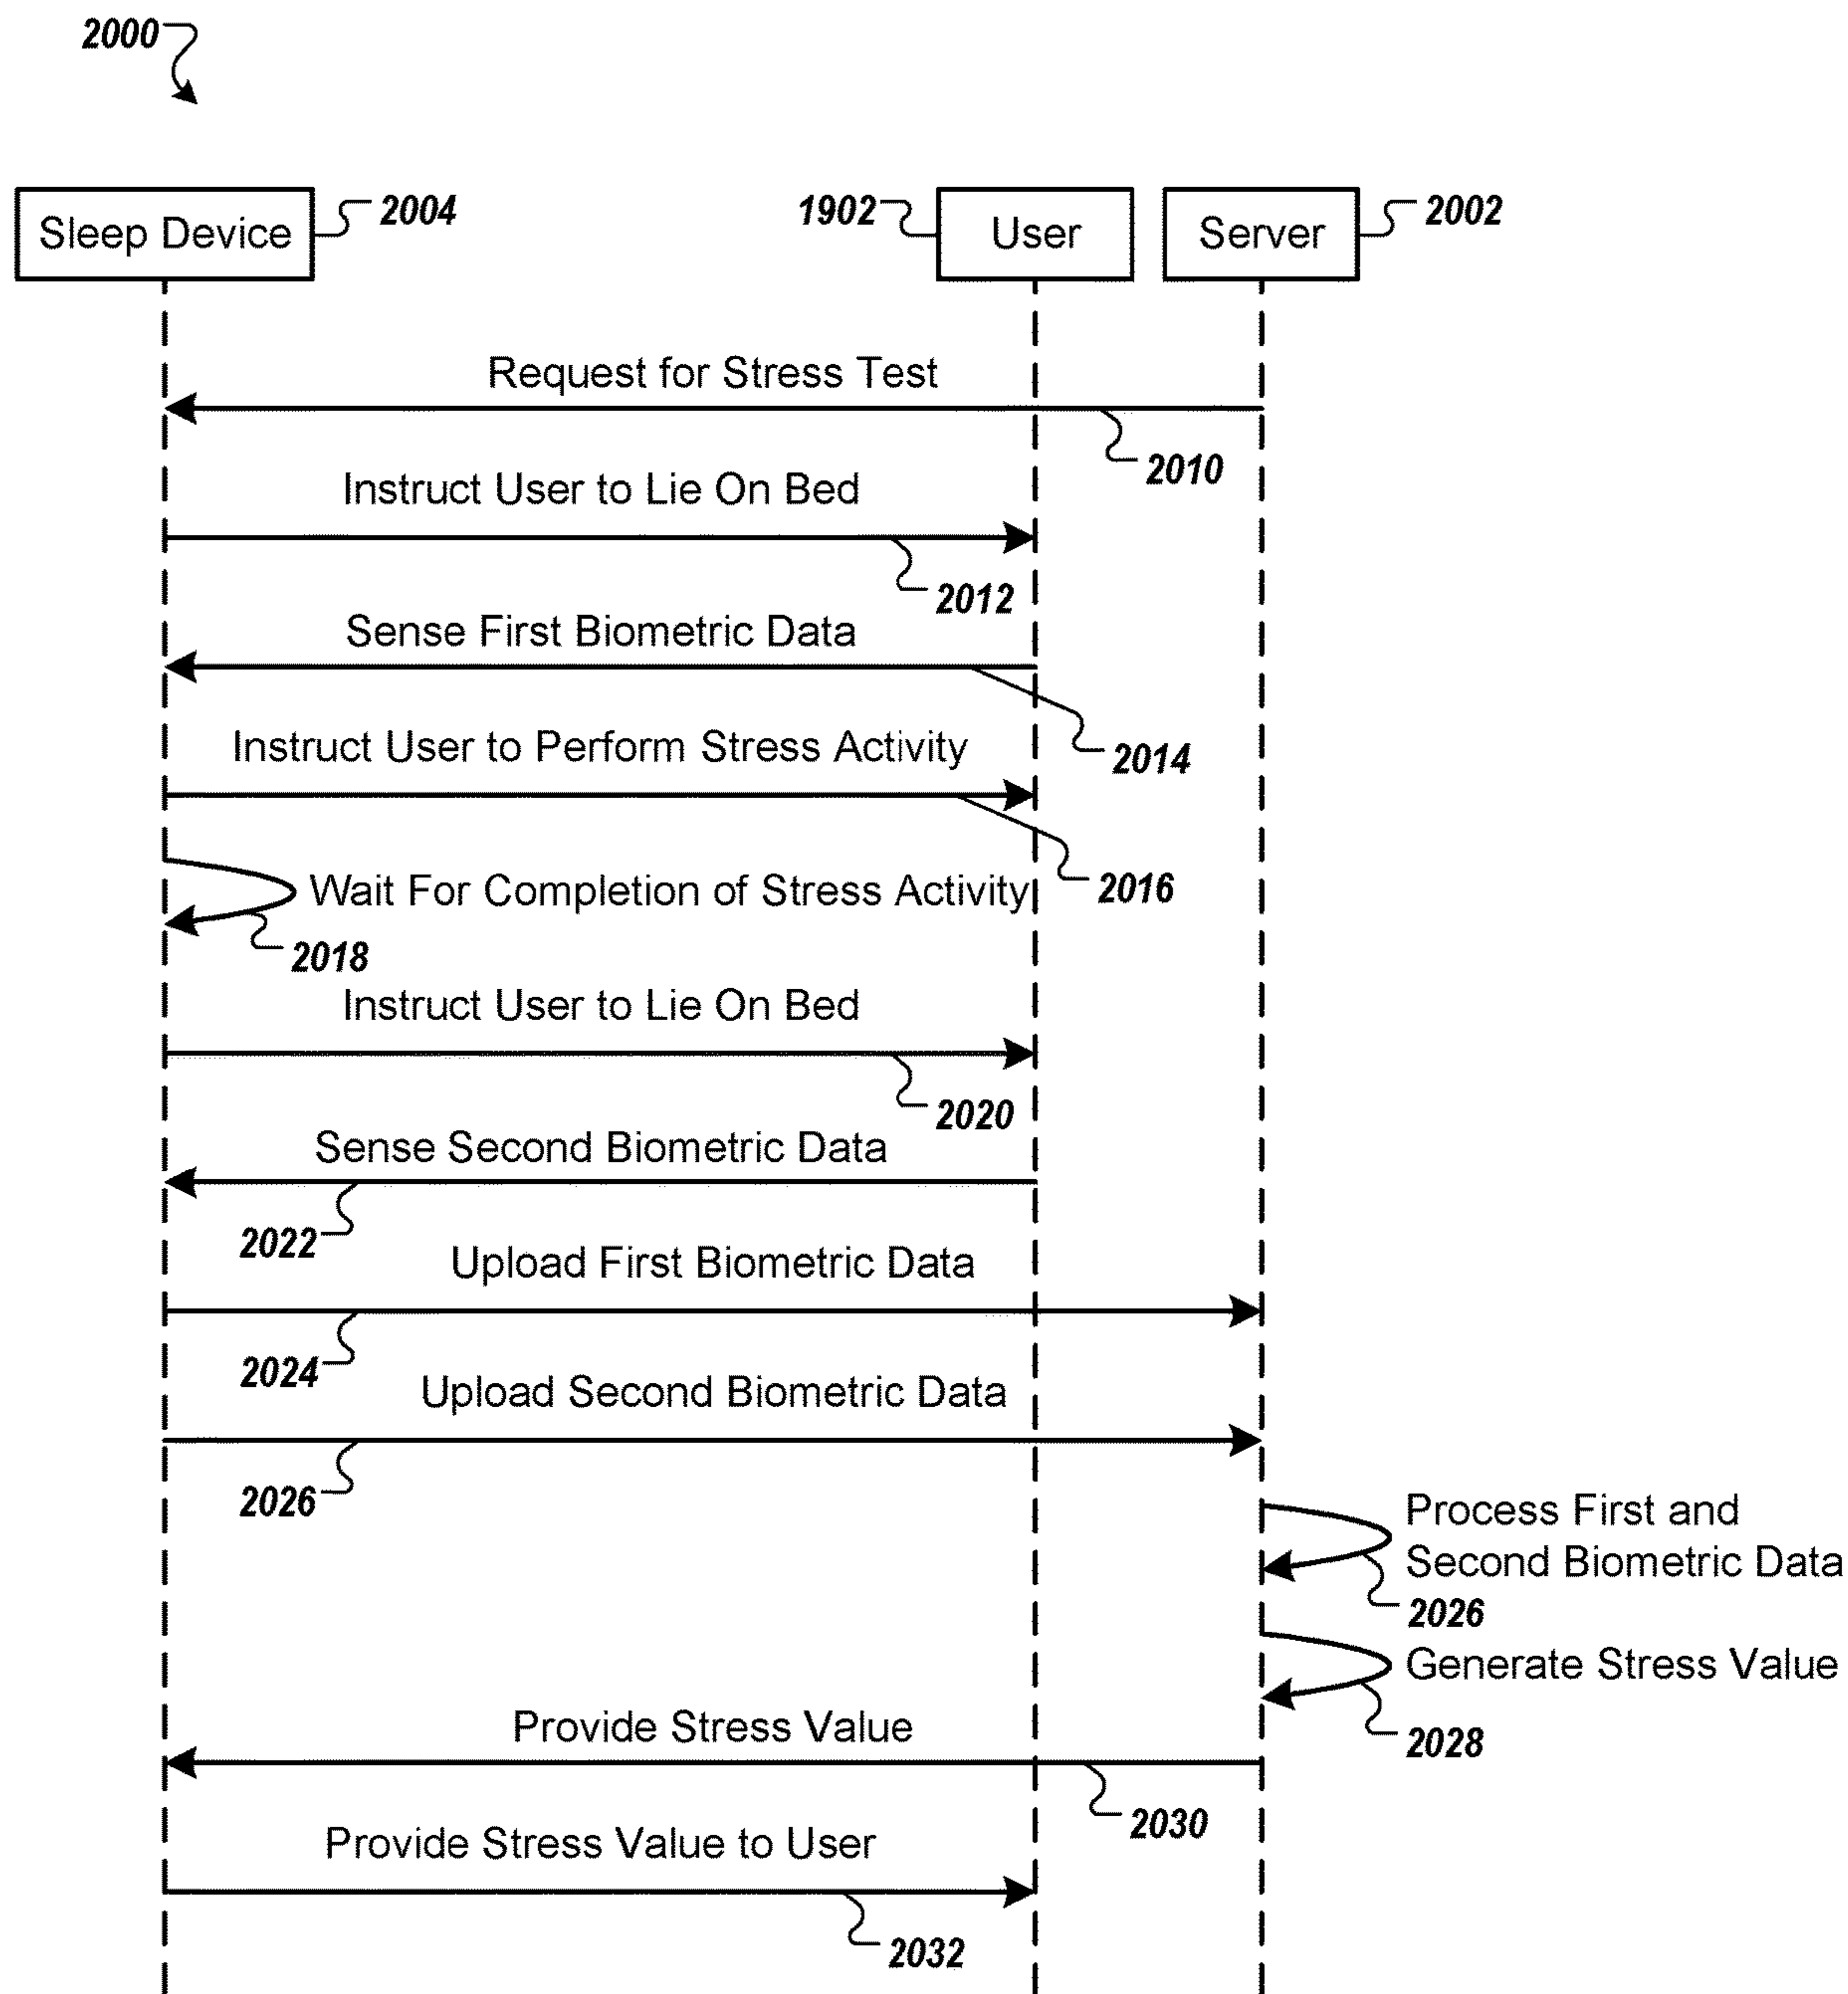 2000
Sleep Device
2004
1902
User
Server
2002
Request for Stress Test
2010
Instruct User to Lie On Bed
2012
Sense First Biometric Data
2014
Instruct User to Perform Stress Activity
2016
Wait For Completion of Stress Activity
2018
Instruct User to Lie On Bed
2020
Sense Second Biometric Data
2022
Upload First Biometric Data
2024
Upload Second Biometric Data
2026
Process First and
Second Biometric Data
2026
Generate Stress Value
2028
Provide Stress Value
2030
Provide Stress Value to User
2032